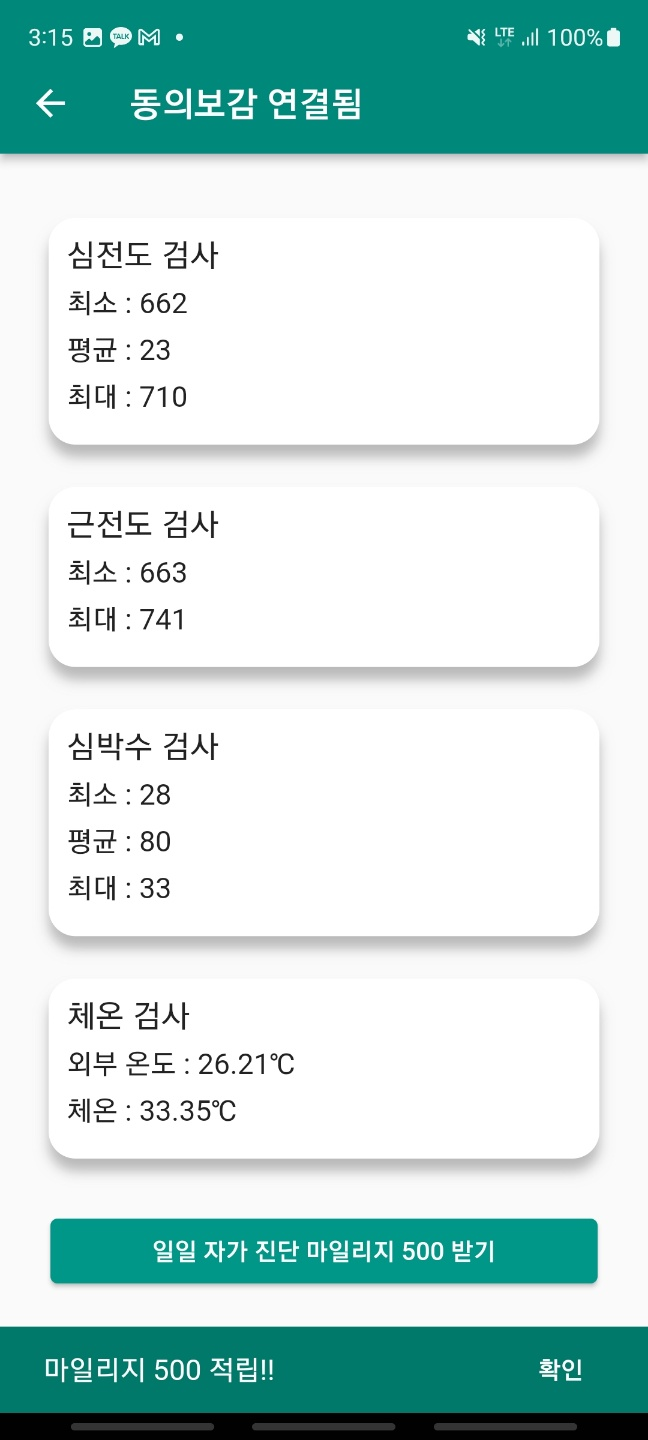 3:15 TALK LTE 100%
동의보감 연결됨
심전도 검사
최소 : 662
평균 : 23
최대 : 710
근전도 검사
최소 : 663
최대 : 741
심박수 검사
최소 : 28
평균 : 80
최대 : 33
체온 검사
외부 온도 : 26.21℃
체온 : 33.35℃
일일 자가 진단 마일리지 500 받기
마일리지 500 적립!! 확인